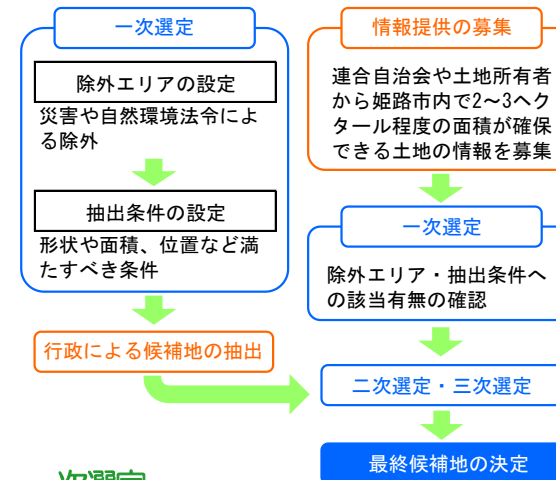 一次選定
除外エリアの設定
災害や自然環境法令によ
る除外
抽出条件の設定
形状や面積、位置など満
たすべき条件
行政による候補地の抽出
情報提供の募集
連合自治会や土地所有者
から姫路市内で2~3ヘク
タール程度の面積が確保
できる土地の情報を募集
一次選定
除外エリア・抽出条件へ
の該当有無の確認
二次選定・三次選定
最終候補地の決定